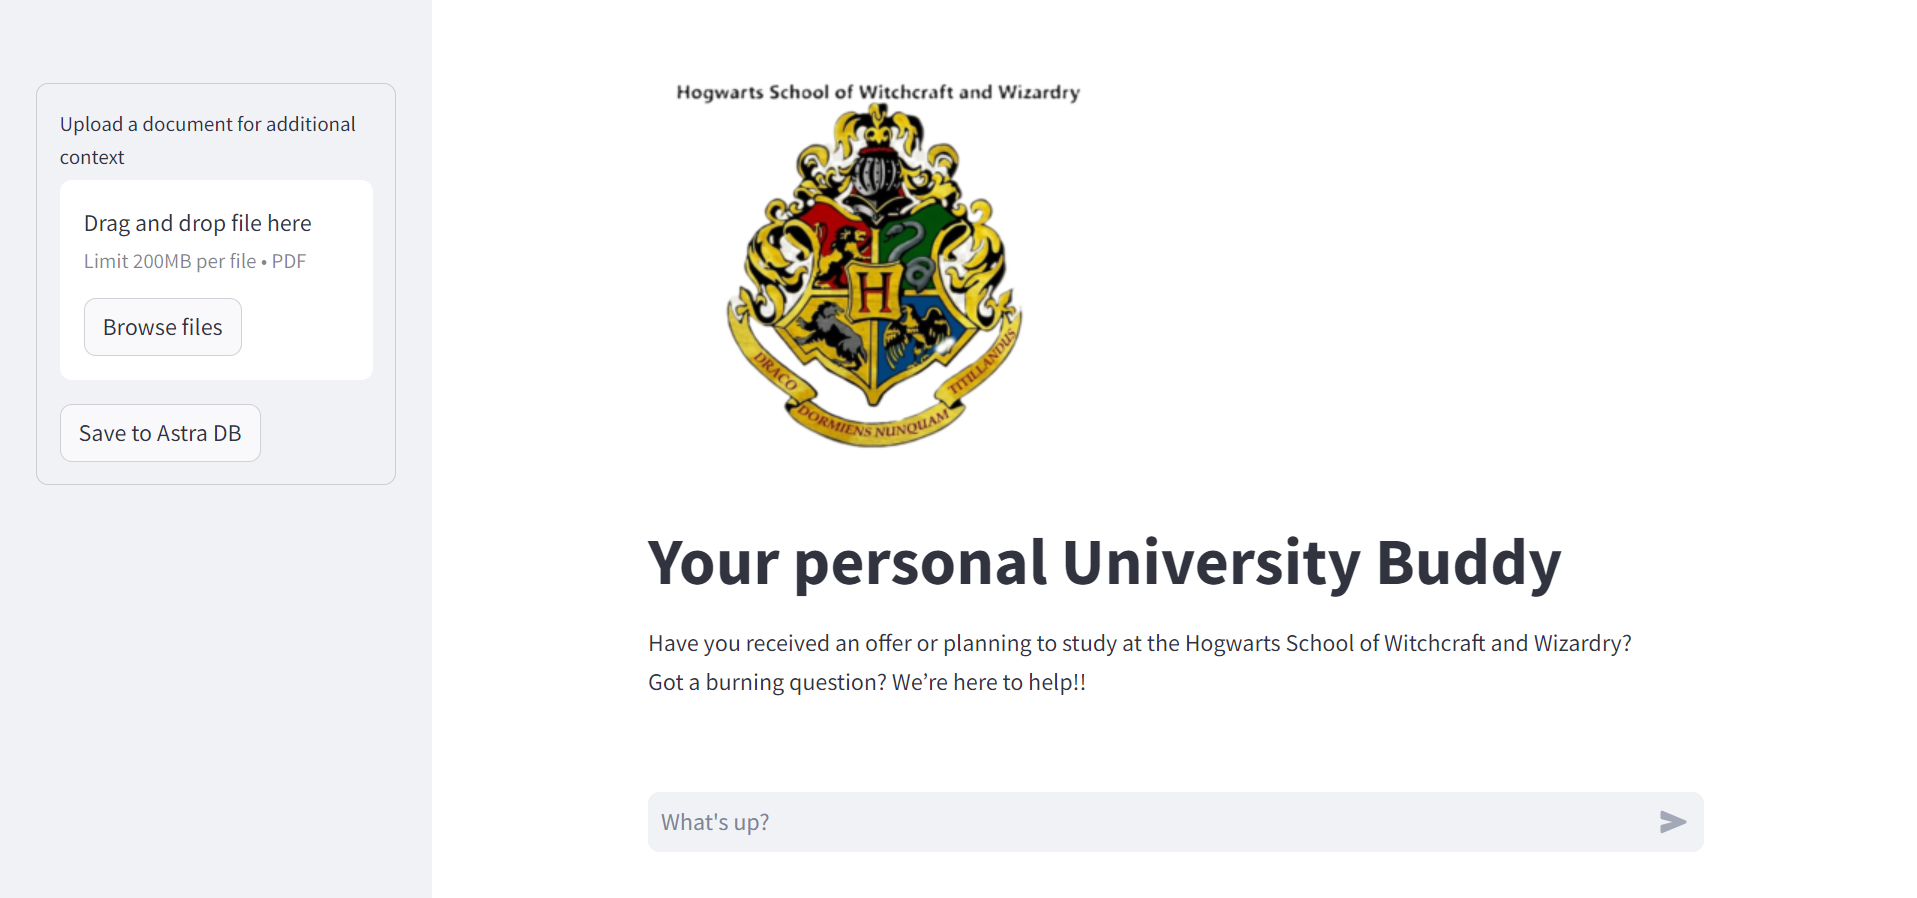 Upload a document for additional
context
Drag and drop file here
Limit 200MB per file • PDF
Browse files
Save to Astra DB
Hogwarts School of Witchcraft and Wizardry
H
DRACO
DORMIENS NUNQUAM
TITILLANDUS
Your personal University Buddy
Have you received an offer or planning to study at the Hogwarts School of Witchcraft and Wizardry?
Got a burning question? We’re here to help!!
What's up?